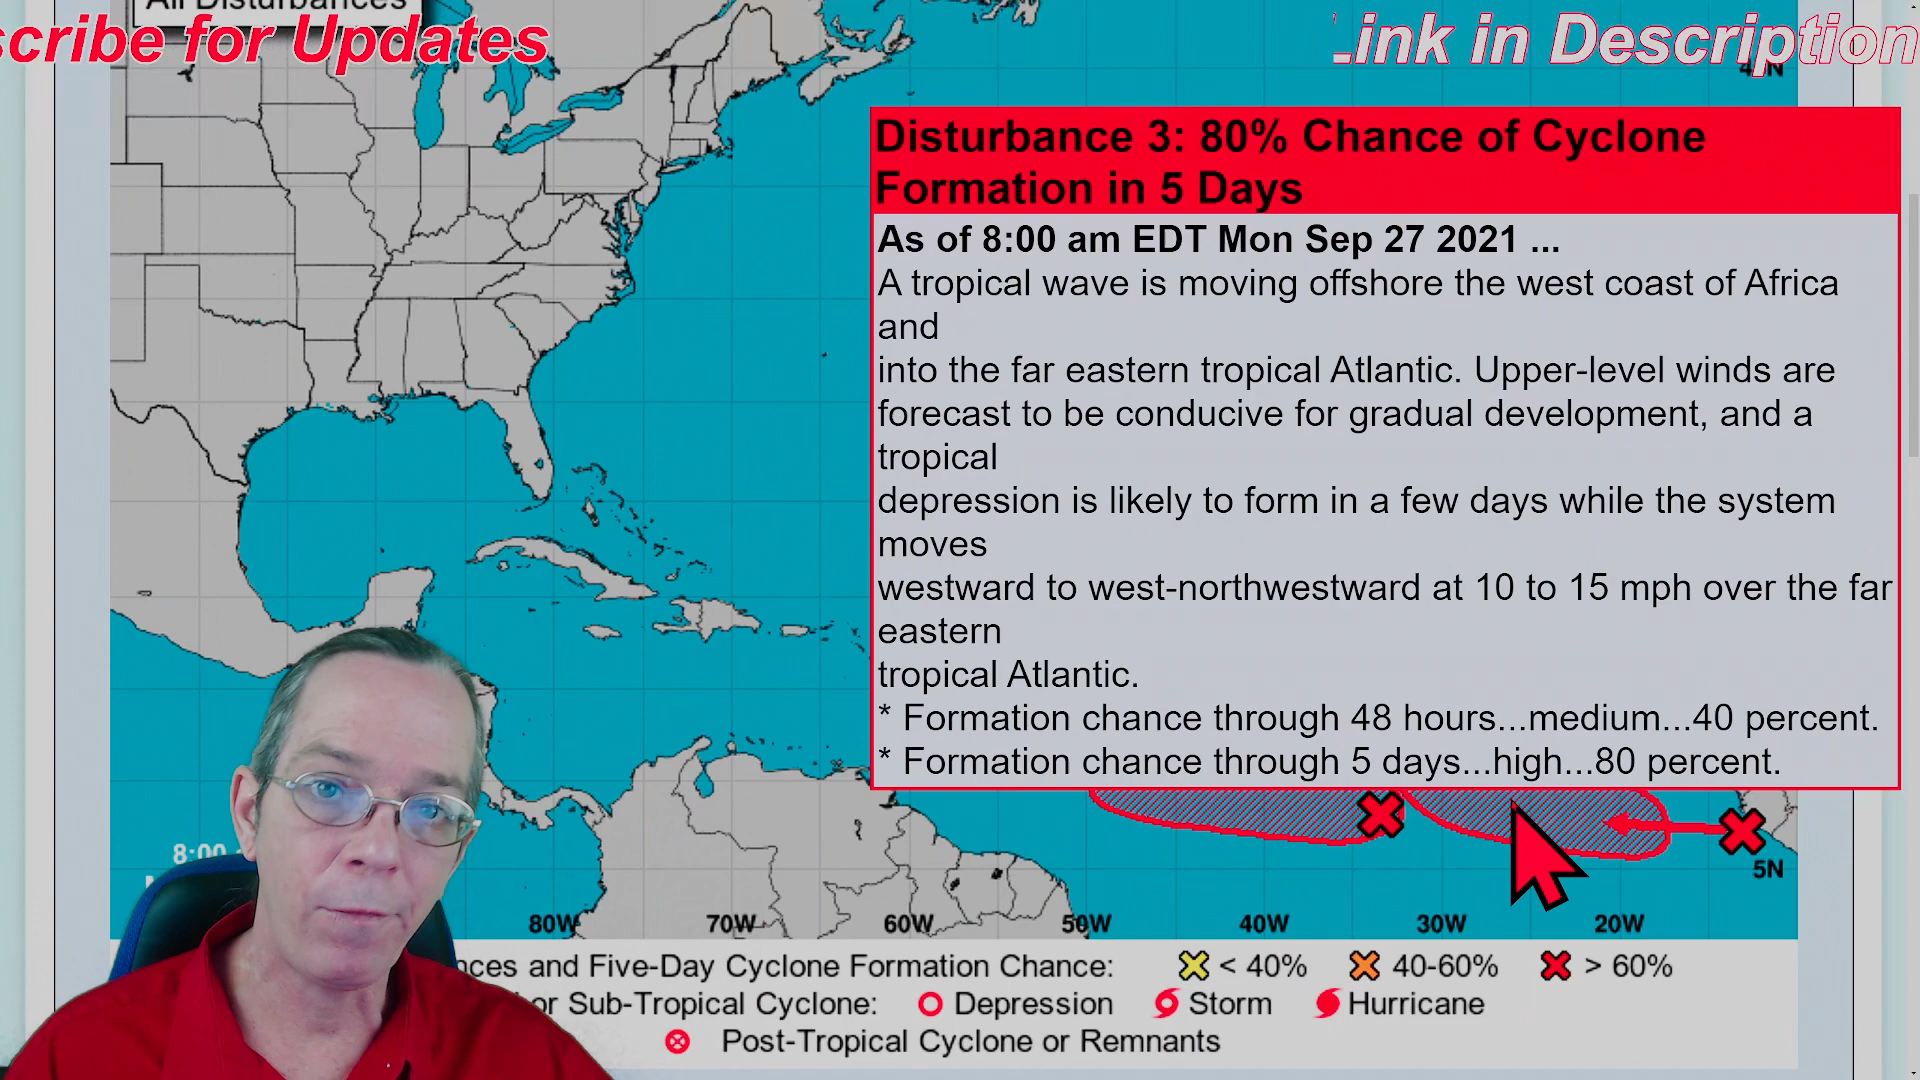 All Disturbances
scribe for Updates
Link in Description
N
Disturbance 3: 80% Chance of Cyclone
Formation in 5 Days
As of 8:00 am EDT Mon Sep 27 2021 ...
A tropical wave is moving offshore the west coast of Africa
and
into the far eastern tropical Atlantic. Upper-level winds are
forecast to be conducive for gradual development, and a
tropical
depression is likely to form in a few days while the system
moves
westward to west-northwestward at 10 to 15 mph over the far
eastern
tropical Atlantic.
* Formation chance through 48 hours...medium...40 percent.
* Formation chance through 5 days...high...80 percent.
8:00
5N
80W 70W 60W 50W 40W 30W 20W
nces and Five-Day Cyclone Formation Chance: < 40% 40-60% > 60%
or Sub-Tropical Cyclone: Depression Storm Hurricane
Post-Tropical Cyclone or Remnants